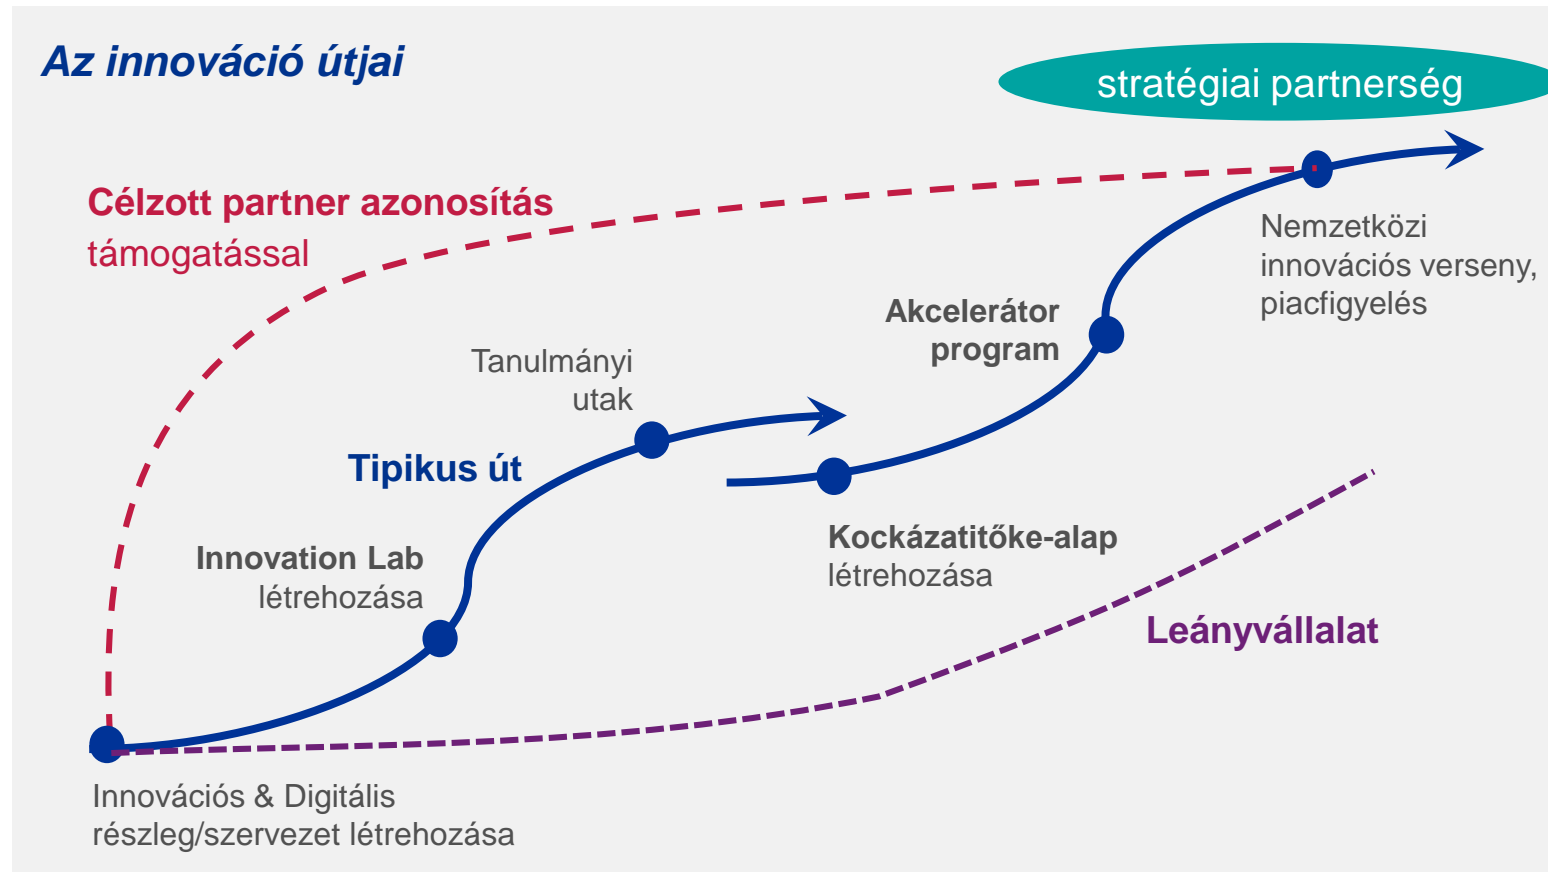 Az innováció útjai
stratégiai partnerség
Célzott partner azonosítás
támogatással
Nemzetközi
innovációs verseny,
piacfigyelés
Akcelerátor
program
Tanulmányi
utak
Tipikus út
Innovation Lab
létrehozása
Kockázatitőke-alap
létrehozása
Leányvállalat
Innovációs & Digitális
részleg/szervezet létrehozása